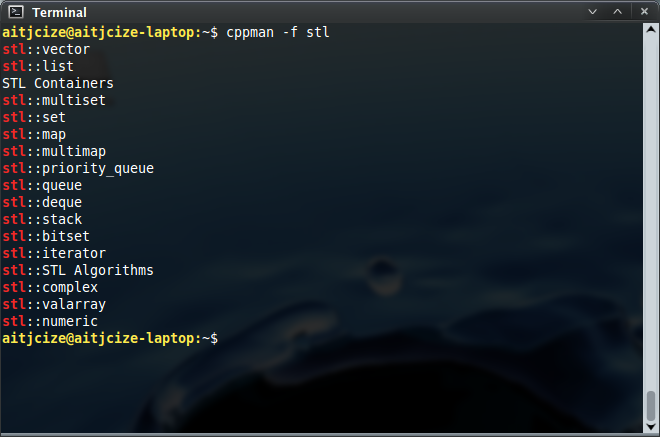 Terminal
aitjcize@aitjcize-laptop:~$ cppman -f stl
stl::vector
stl::list
STL Containers
stl::multiset
stl::set
stl::map
stl::multimap
stl::priority_queue
stl::queue
stl::deque
stl::stack
stl::bitset
stl::iterator
stl::STL Algorithms
stl::complex
stl::valarray
stl::numeric
aitjcize@aitjcize-laptop:~$